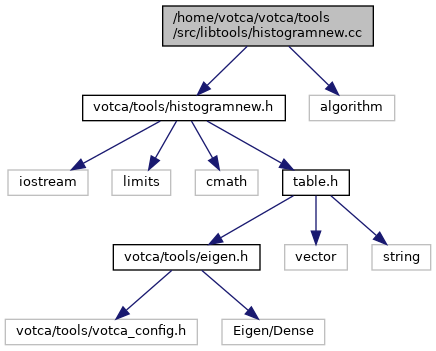 /home/votca/votca/tools
/src/libtools/histogramnew.cc
votca/tools/histogramnew.h
algorithm
iostream
limits
cmath
table.h
votca/tools/eigen.h
vector
string
votca/tools/votca_config.h
Eigen/Dense